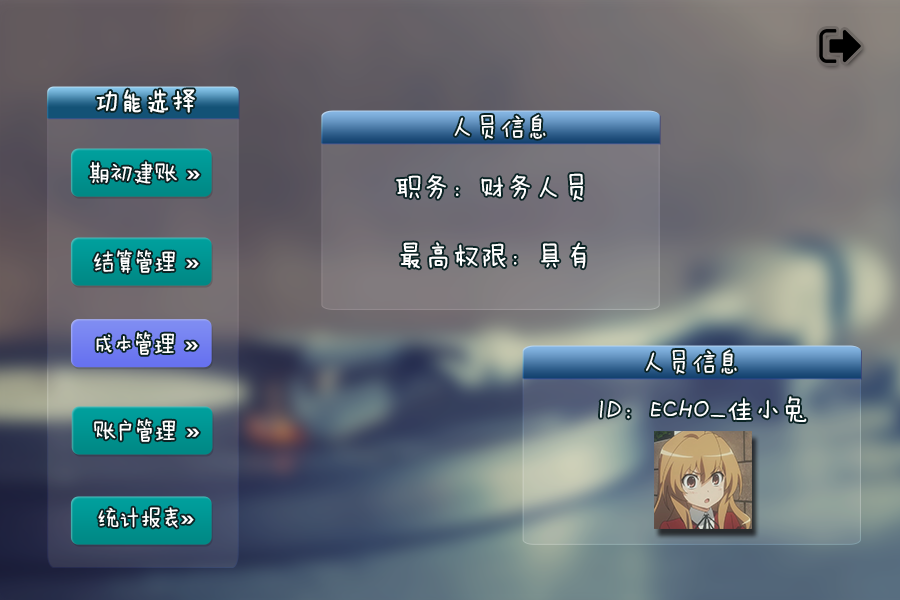 功能选择
期初建账 »
结算管理 »
成本管理 »
账户管理 »
统计报表»
人员信息
职务：财务人员
最高权限：具有
人员信息
ID：ECHO_佳小兔